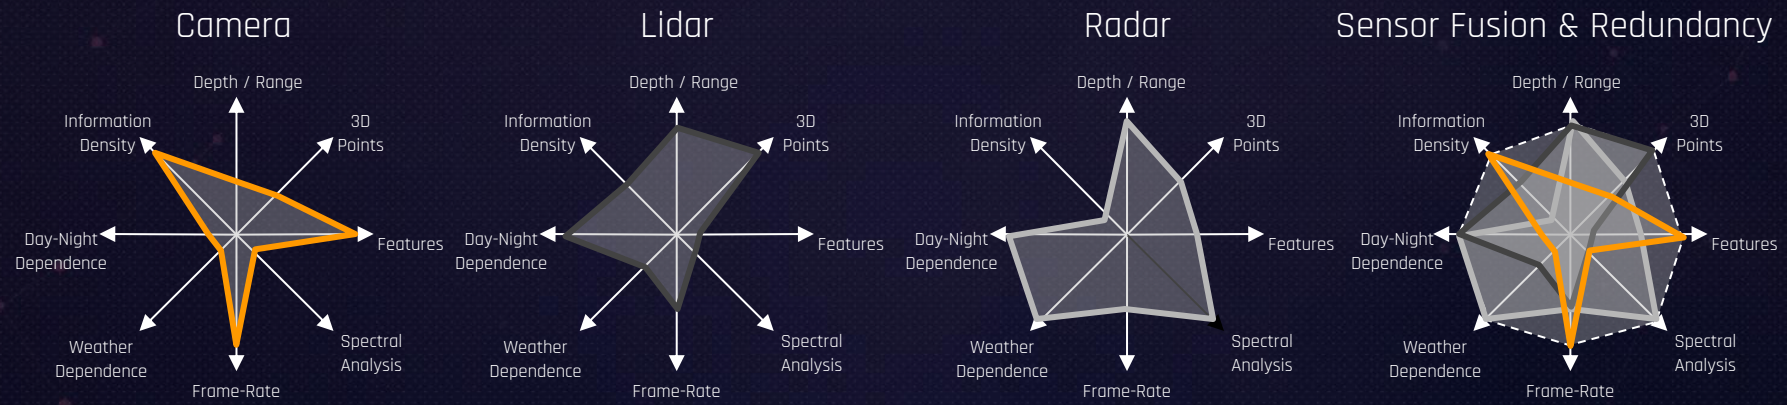 Camera
Depth / Range
Information
Density
3D
Points
Day-Night
Dependence
Features
Weather
Dependence
Spectral
Analysis
Frame-Rate
Lidar
Depth / Range
Information
Density
3D
Points
Day-Night
Dependence
Features
Weather
Dependence
Spectral
Analysis
Frame-Rate
Radar
Depth / Range
Information
Density
3D
Points
Day-Night
Dependence
Features
Weather
Dependence
Spectral
Analysis
Frame-Rate
Sensor Fusion & Redundancy
Depth / Range
Information
Density
3D
Points
Day-Night
Dependence
Features
Weather
Dependence
Spectral
Analysis
Frame-Rate